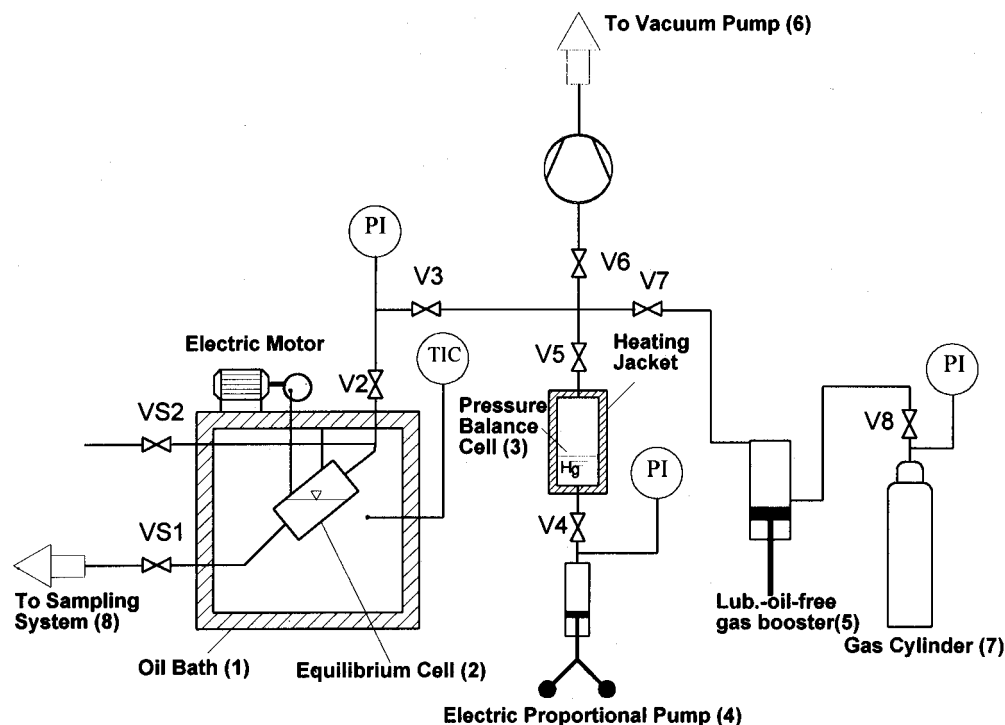 To Vacuum Pump (6)
PI
V6
V3
V7
Electric Motor
TIC
V5
Heating
Jacket
PI
V2
VS2
Pressure
Balance
Cell (3)
V8
Hg
PI
V4
VS1
To Sampling
System (8)
Lub.-oil-free
gas booster(5)
Gas Cylinder (7)
Oil Bath (1)
Equilibrium Cell (2)
Electric Proportional Pump (4)